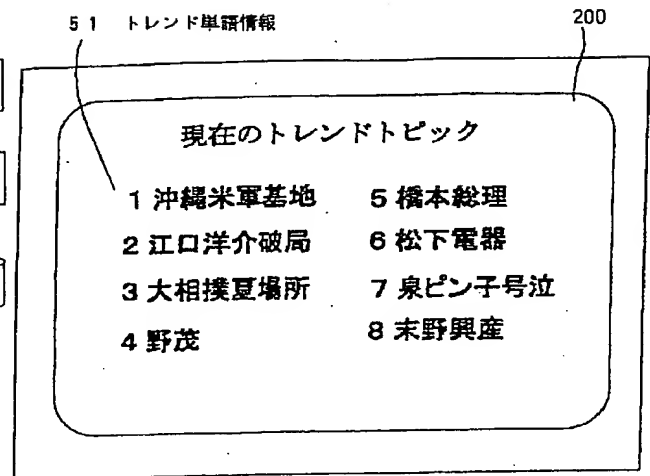 51 トレンド単語情報
200
現在のトレンドトピック
1 沖縄米軍基地
2 江口洋介破局
3 大相撲夏場所
4 野茂
5 橋本総理
6 松下電器
7 泉ピン子号泣
8 末野興産